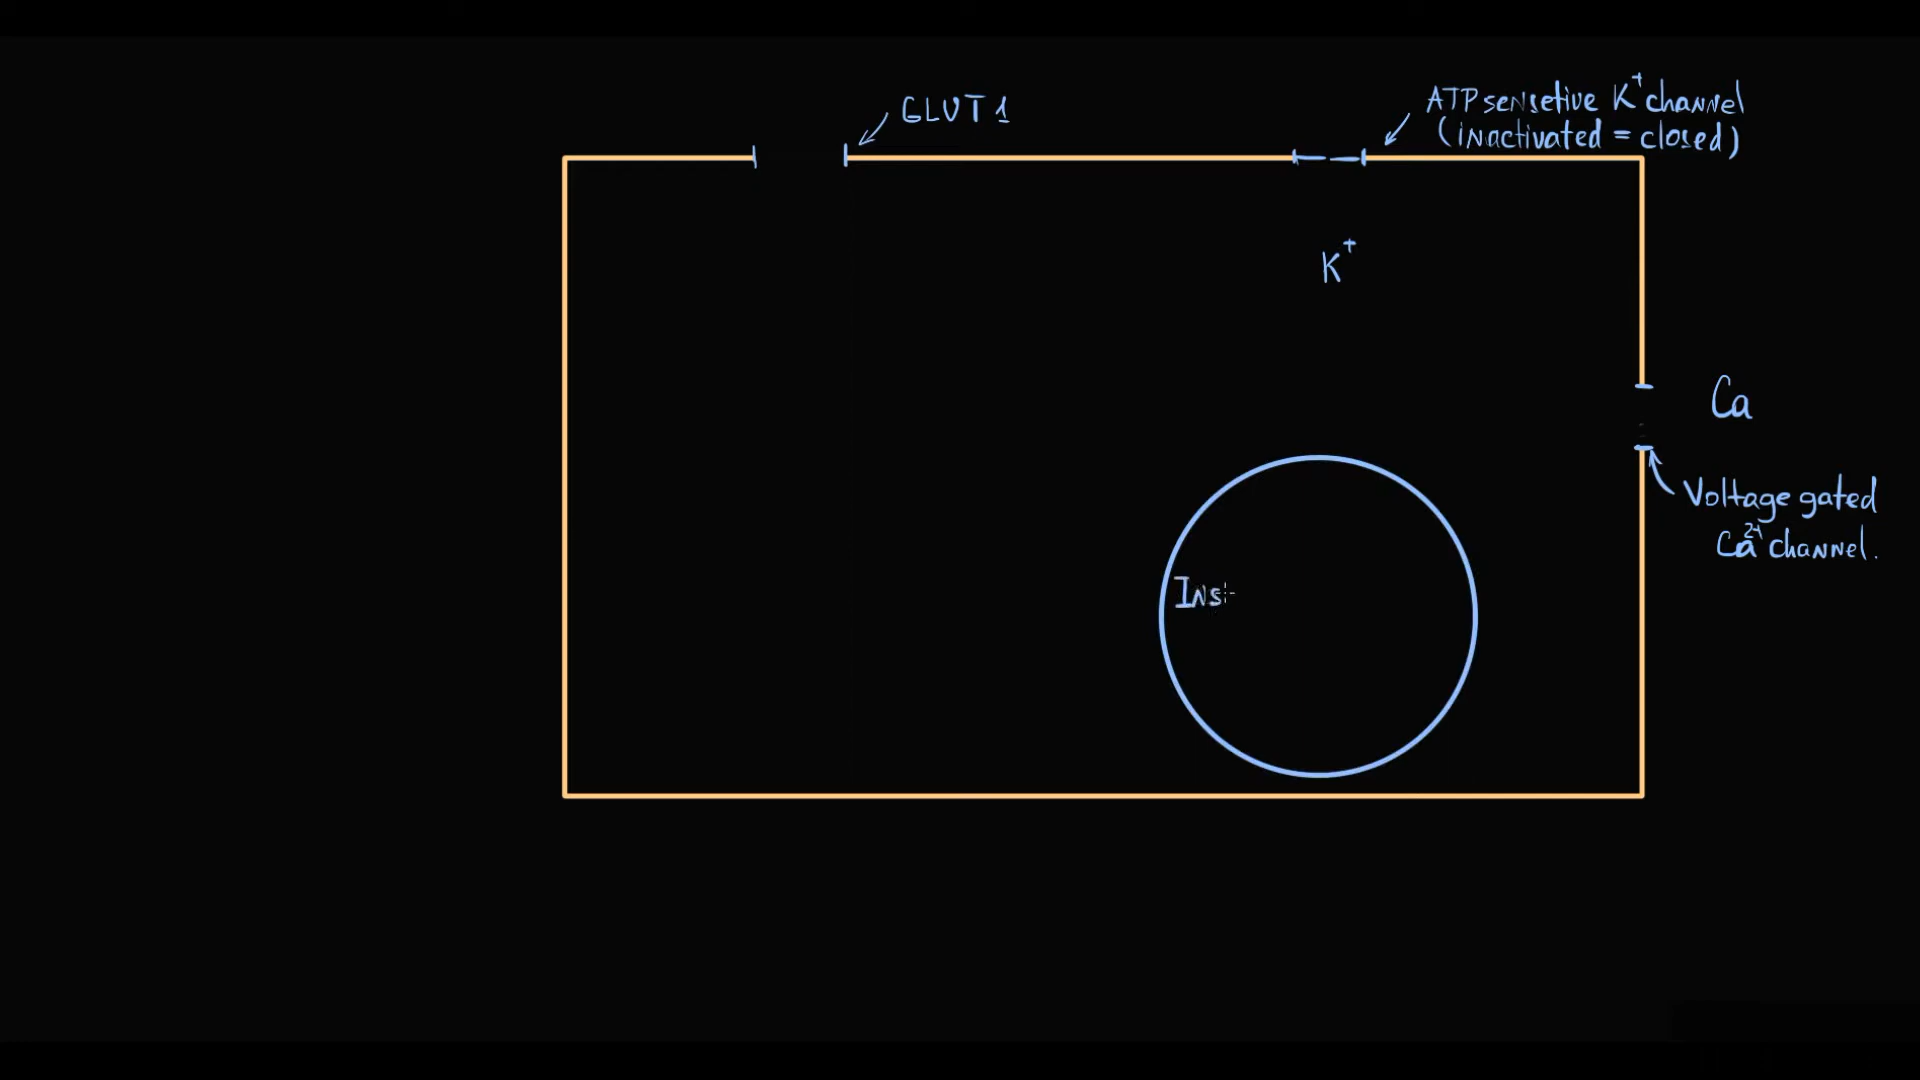 GLUT 1
ATP sensetive K⁺ channel
(inactivated = closed)
K⁺
Ca
Voltage gated
Ca²⁺ channel.
Ins